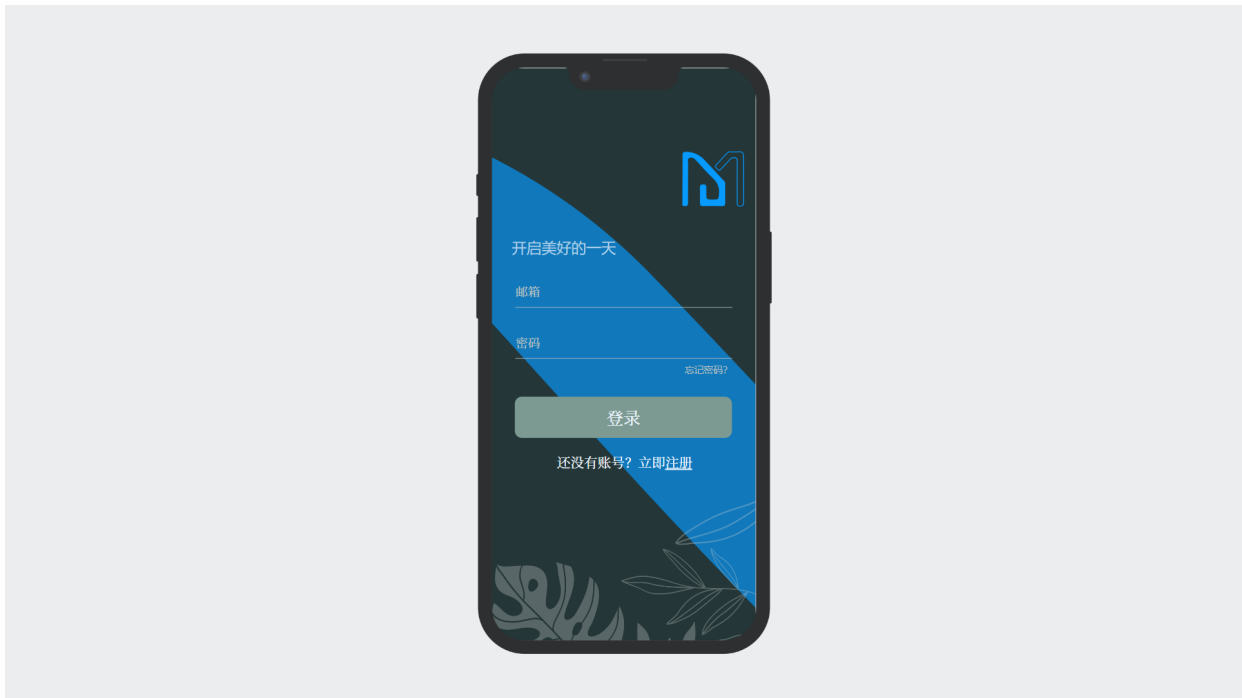 开启美好的一天
邮箱
密码
忘记密码?
登录
还没有账号？立即注册